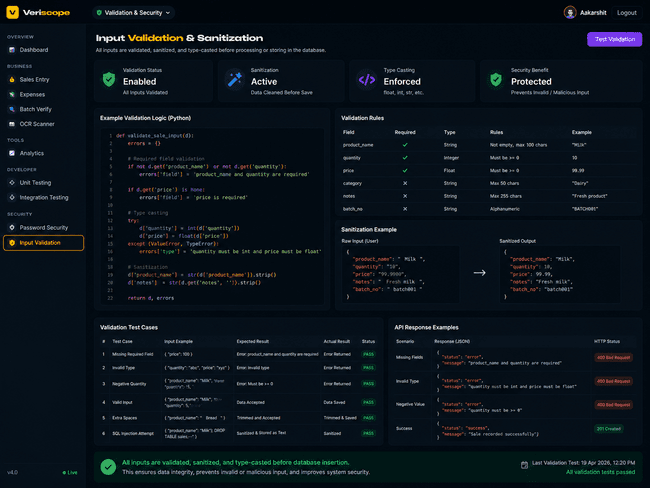 Veriscope
Validation & Security
Aakarshit
Logout
OVERVIEW
Dashboard
BUSINESS
Sales Entry
Expenses
Batch Verify
OCR Scanner
TOOLS
Analytics
DEVELOPER
Unit Testing
Integration Testing
SECURITY
Password Security
Input Validation
v4.0
Live
Input Validation & Sanitization
All inputs are validated, sanitized, and type-casted before processing or storing in the database.
Test Validation
Validation Status
Enabled
All Inputs Validated
Sanitization
Active
Data Cleaned Before Save
Type Casting
Enforced
float, int, str, etc.
Security Benefit
Protected
Prevents Invalid / Malicious Input
Example Validation Logic (Python)
1 def validate_sale_input(d):
2 errors = {}
3
4 # Required field validation
5 if not d.get('product_name') or not d.get('quantity'):
6 errors['field'] = 'product_name and quantity are required'
7
8 if d.get('price') is None:
9 errors['field'] = 'price is required'
10
11 # Type casting
12 try:
13 d['quantity'] = int(d['quantity'])
14 d['price'] = float(d['price'])
15 except (ValueError, TypeError):
16 errors['type'] = 'quantity must be int and price must be float'
17
18 # Sanitization
19 d['product_name'] = str(d['product_name']).strip()
20 d['notes'] = str(d.get('notes', '')).strip()
21
22 return d, errors
Validation Rules
Field Required Type Rules Example
product_name ✓ String Not empty, max 100 chars "Milk"
quantity ✓ Integer Must be >= 0 10
price ✓ Float Must be >= 0 99.99
category ✕ String Max 50 chars "Dairy"
notes ✕ String Max 255 chars "Fresh product"
batch_no ✕ String Alphanumeric "BATCH001"
Sanitization Example
Raw Input (User)
{
"product_name": " Milk ",
"quantity": "10",
"price": "99.9900"
"notes": " Fresh milk ",
"batch_no": " batch001 "
}
Sanitized Output
{
"product_name": "Milk",
"quantity": 10,
"price": 99.99,
"notes": "Fresh milk",
"batch_no": "batch001"
}
Validation Test Cases
# Test Case Input Example Expected Result Actual Result Status
1 Missing Required Field { "price": 100 } Error: product_name and quantity are required Error Returned PASS
2 Invalid Type { "quantity": "abc", "price": "xyz" } Error: Invalid type Error Returned PASS
3 Negative Quantity { "product_name": "Milk", "quantity": Error: Must be >= 0 Error Returned PASS
4 Valid Input { "product_name": "Milk", "quantity": Data Accepted Data Saved PASS
5 Extra Spaces { "product_name": " Bread " } Trimmed and Accepted Trimmed & Saved PASS
6 SQL Injection Attempt { "product_name": "Milk'; DROP TABLE sales;--" } Sanitized & Stored as Text Sanitized PASS
API Response Examples
Scenario Response (JSON) HTTP Status
Missing Fields { "status": "error", "message": "product_name and quantity are required" } 400 Bad Request
Invalid Type { "status": "error", "message": "quantity must be int and price must be float" } 400 Bad Request
Negative Value { "status": "error", "message": "quantity must be >= 0" } 400 Bad Request
Success { "status": "success", "message": "Sale recorded successfully"} 201 Created
All inputs are validated, sanitized, and type-casted before database insertion.
This ensures data integrity, prevents invalid or malicious input, and improves system security.
Last Validation Test: 19 Apr 2026, 12:20 PM
All validation tests passed